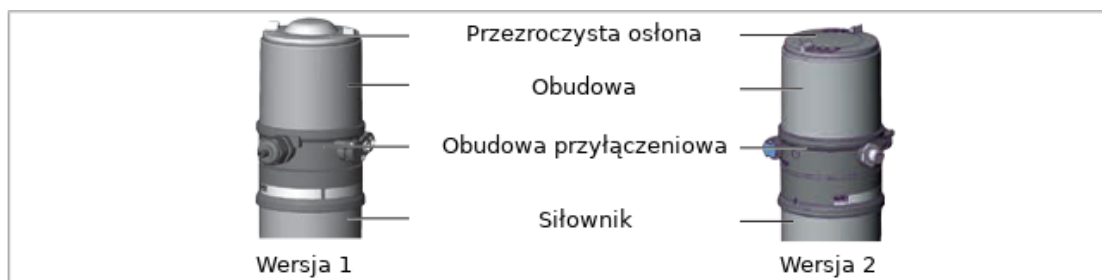 Przezroczysta osłona
Obudowa
Obudowa przyłączeniowa
Siłownik
Wersja 1
Wersja 2